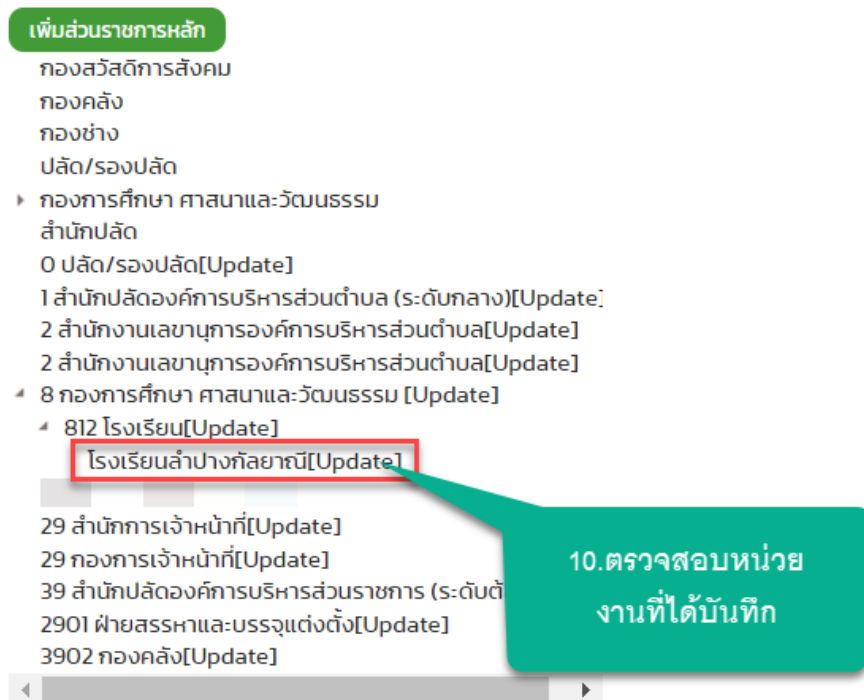 เพิ่มส่วนราชการหลัก
กองสวัสดิการสังคม
กองคลัง
กองช่าง
ปลัด/รองปลัด
กองการศึกษา ศาสนาและวัฒนธรรม
สำนักปลัด
0 ปลัด/รองปลัด[Update]
1 สำนักปลัดองค์การบริหารส่วนตำบล (ระดับกลาง)[Update]
2 สำนักงานเลขานุการองค์การบริหารส่วนตำบล[Update]
2 สำนักงานเลขานุการองค์การบริหารส่วนตำบล[Update]
8 กองการศึกษา ศาสนาและวัฒนธรรม [Update]
812 โรงเรียน[Update]
โรงเรียนลำปางกัลยาณี[Update]
29 สำนักการเจ้าหน้าที่[Update]
29 กองการเจ้าหน้าที่[Update]
39 สำนักปลัดองค์การบริหารส่วนราชการ (ระดับ
2901 ฝ่ายสรรหาและบรรจุแต่งตั้ง[Update]
3902 กองคลัง[Update]
10.ตรวจสอบหน่วย
งานที่ได้บันทึก